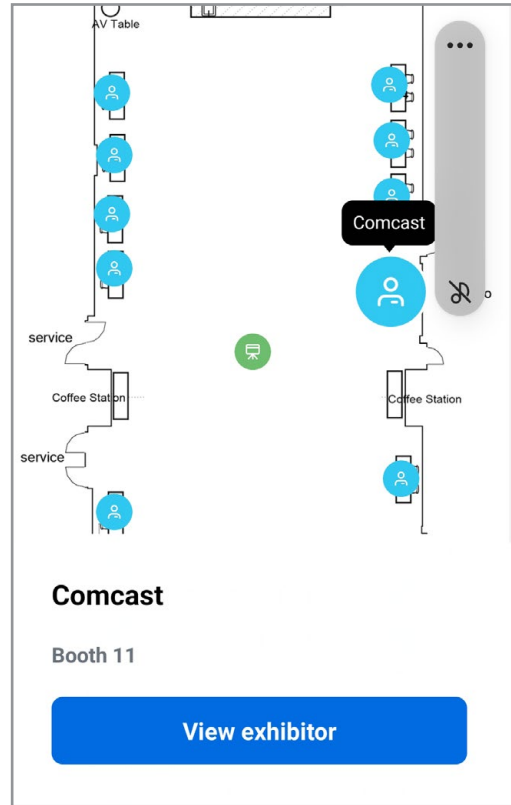 AV Table
Comcast
o
service
Coffee Station
Coffee Station
service
Comcast
Booth 11
View exhibitor